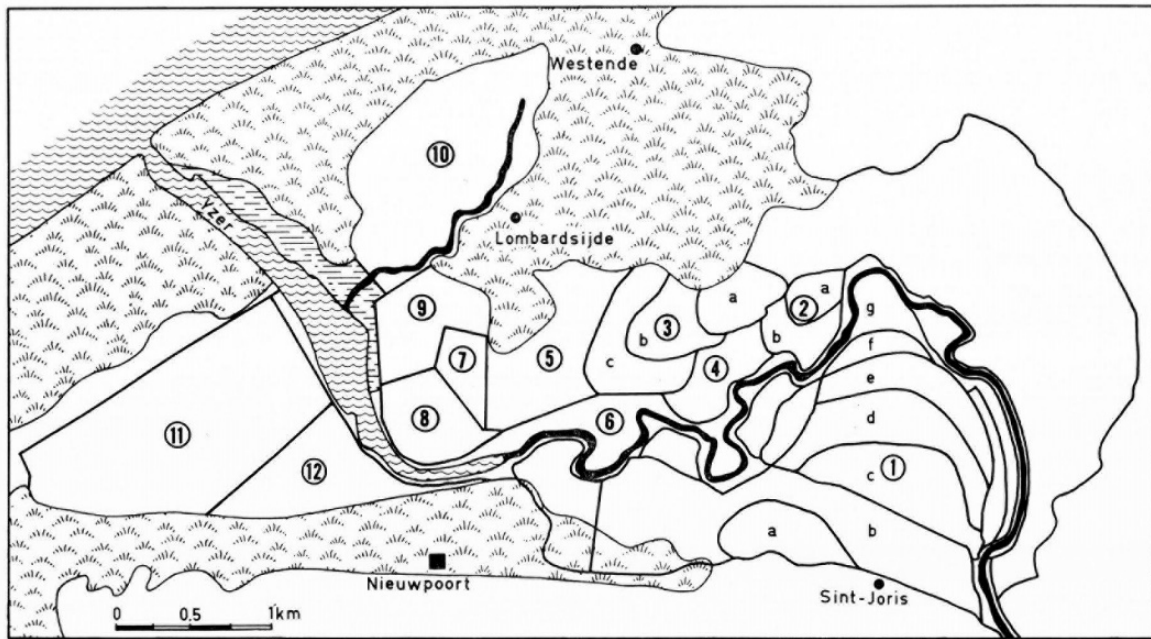 Westende
10
Yzer
Lombardsijde
a
a
2
g
9
3
b
b
f
7
5
c
4
e
8
6
d
11
12
c
1
a
b
Nieuwpoort
Sint-Joris
0 0.5 1km